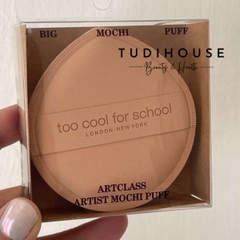 BIG MOCHI PUFF
TUDIHOUSE
Beauty & Health
too cool for school
LONDON-NEW YORK
ARTCLASS
ARTIST MOCHI PUFF